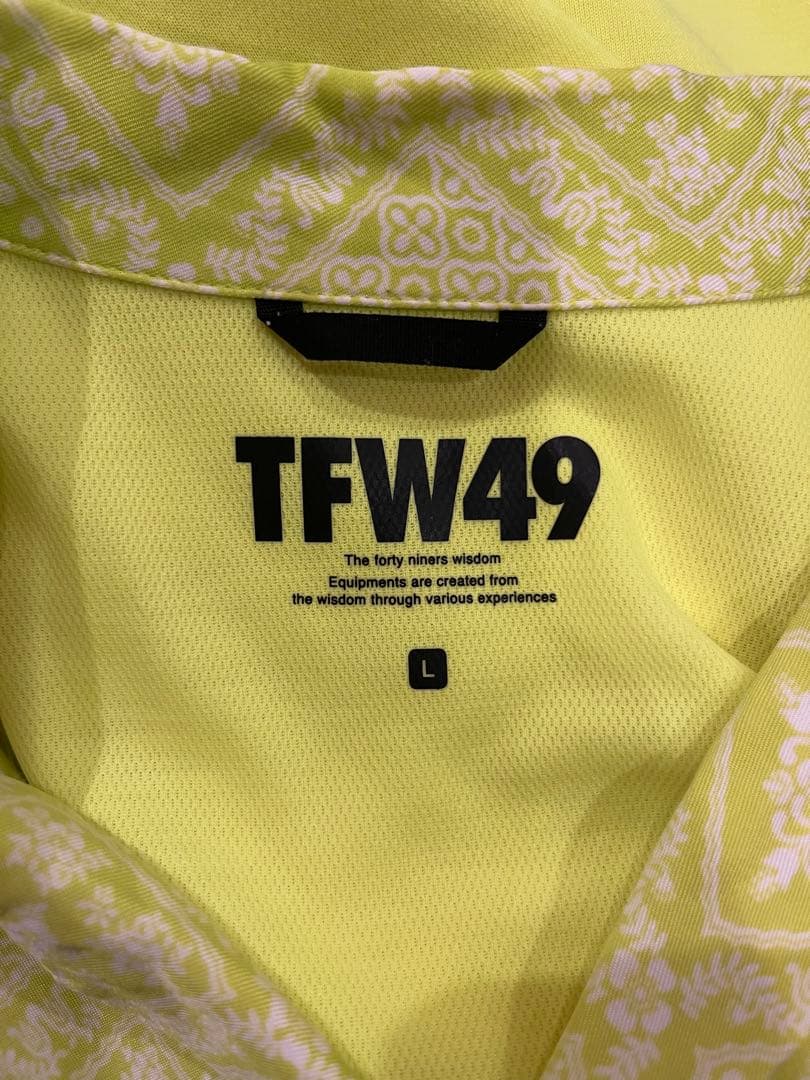 TFW49
The forty niners wisdom
Equipments are created from
the wisdom through various experiences
L